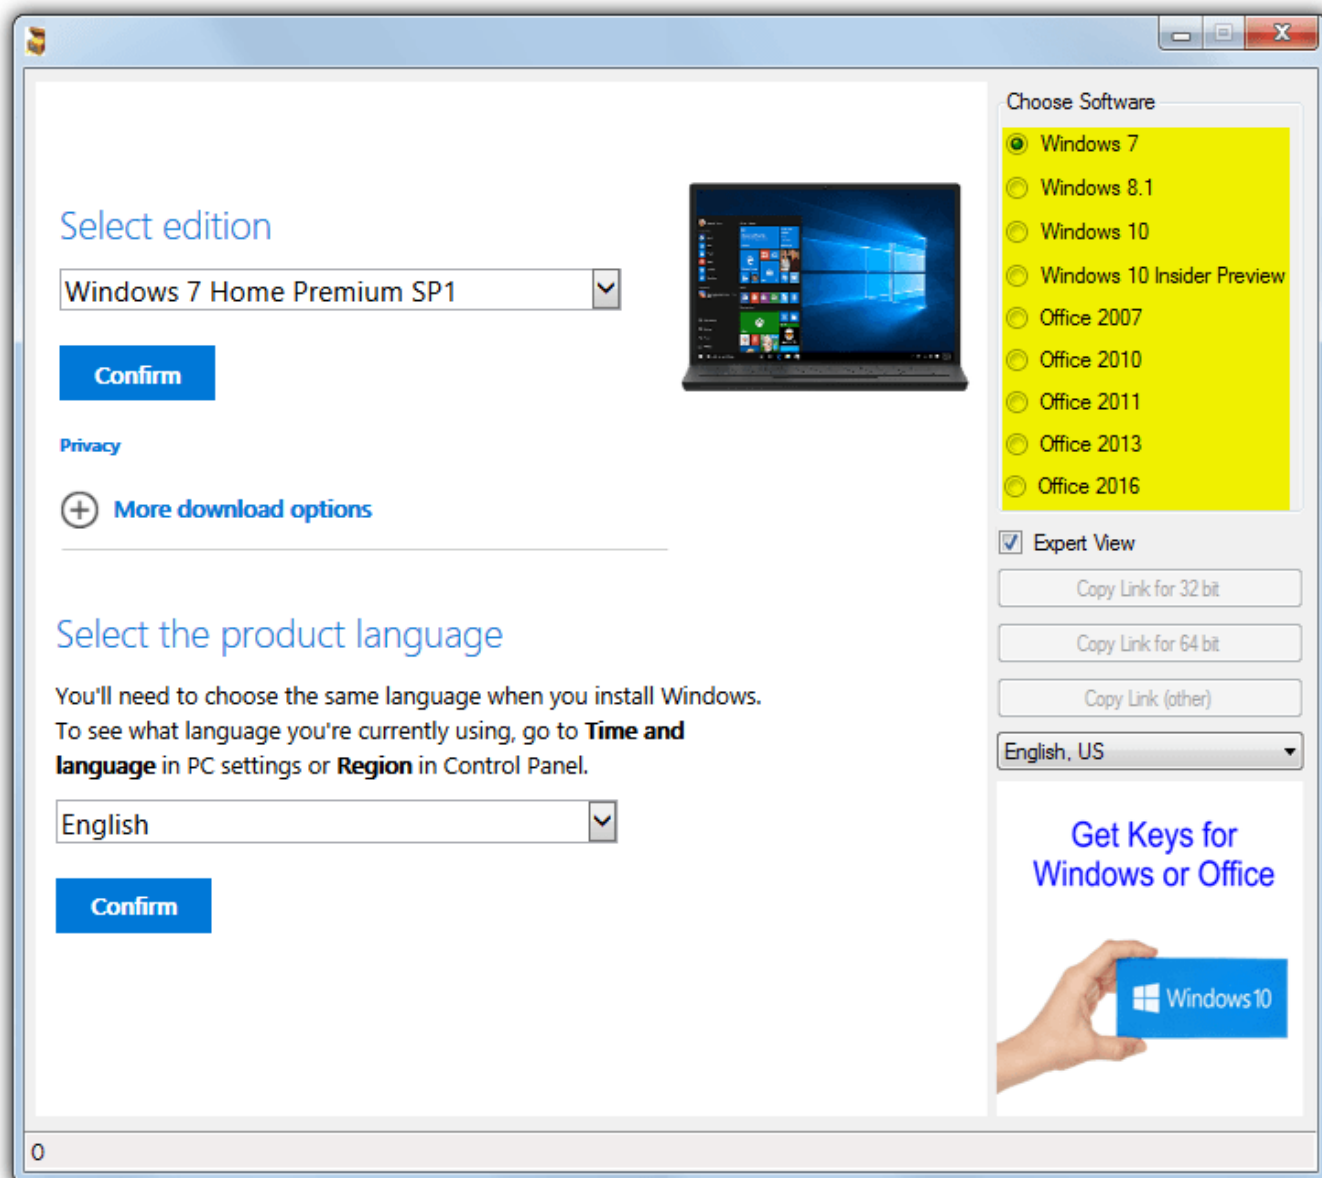 Select edition
Windows 7 Home Premium SP1
Confirm
Privacy
More download options
Select the product language
You'll need to choose the same language when you install Windows.
To see what language you're currently using, go to Time and
language in PC settings or Region in Control Panel.
English
Confirm
Choose Software
Windows 7
Windows 8.1
Windows 10
Windows 10 Insider Preview
Office 2007
Office 2010
Office 2011
Office 2013
Office 2016
Expert View
Copy Link for 32 bit
Copy Link for 64 bit
Copy Link (other)
English, US
Get Keys for
Windows or Office
Windows 10
0